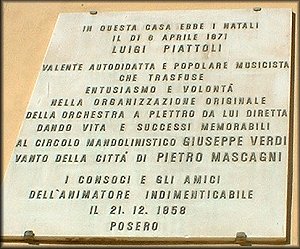 IN QUESTA CASA EBBE I NATALI
IL DI 6 APRILE 1871
LUIGI PIATTOLI
VALENTE AUTODIDATTA E POPOLARE MUSICISTA
CHE TRASFUSE
ENTUSIASMO E VOLONTÀ
NELLA ORGANIZZAZIONE ORIGINALE
DELLA ORCHESTRA A PLETTRO DA LUI DIRETTA
DANDO VITA E SUCCESSI MEMORABILI
AL CIRCOLO MANDOLINISTICO GIUSEPPE VERDI
VANTO DELLA CITTÀ DI PIETRO MASCAGNI
I CONSOCI E GLI AMICI
DELL'ANIMATORE INDIMENTICABILE
IL 21. 12. 1958
POSERO